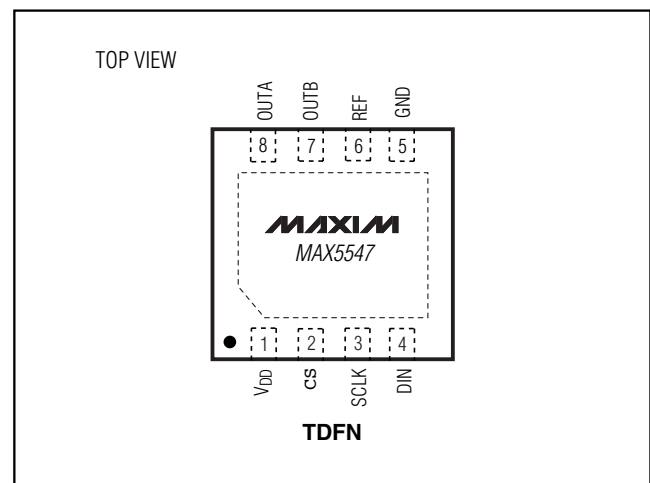 TOP VIEW
OUTA OUTB REF GND
8 7 6 5
MAXIM
MAX5547
1 2 3 4
VDD CS SCLK DIN
TDFN